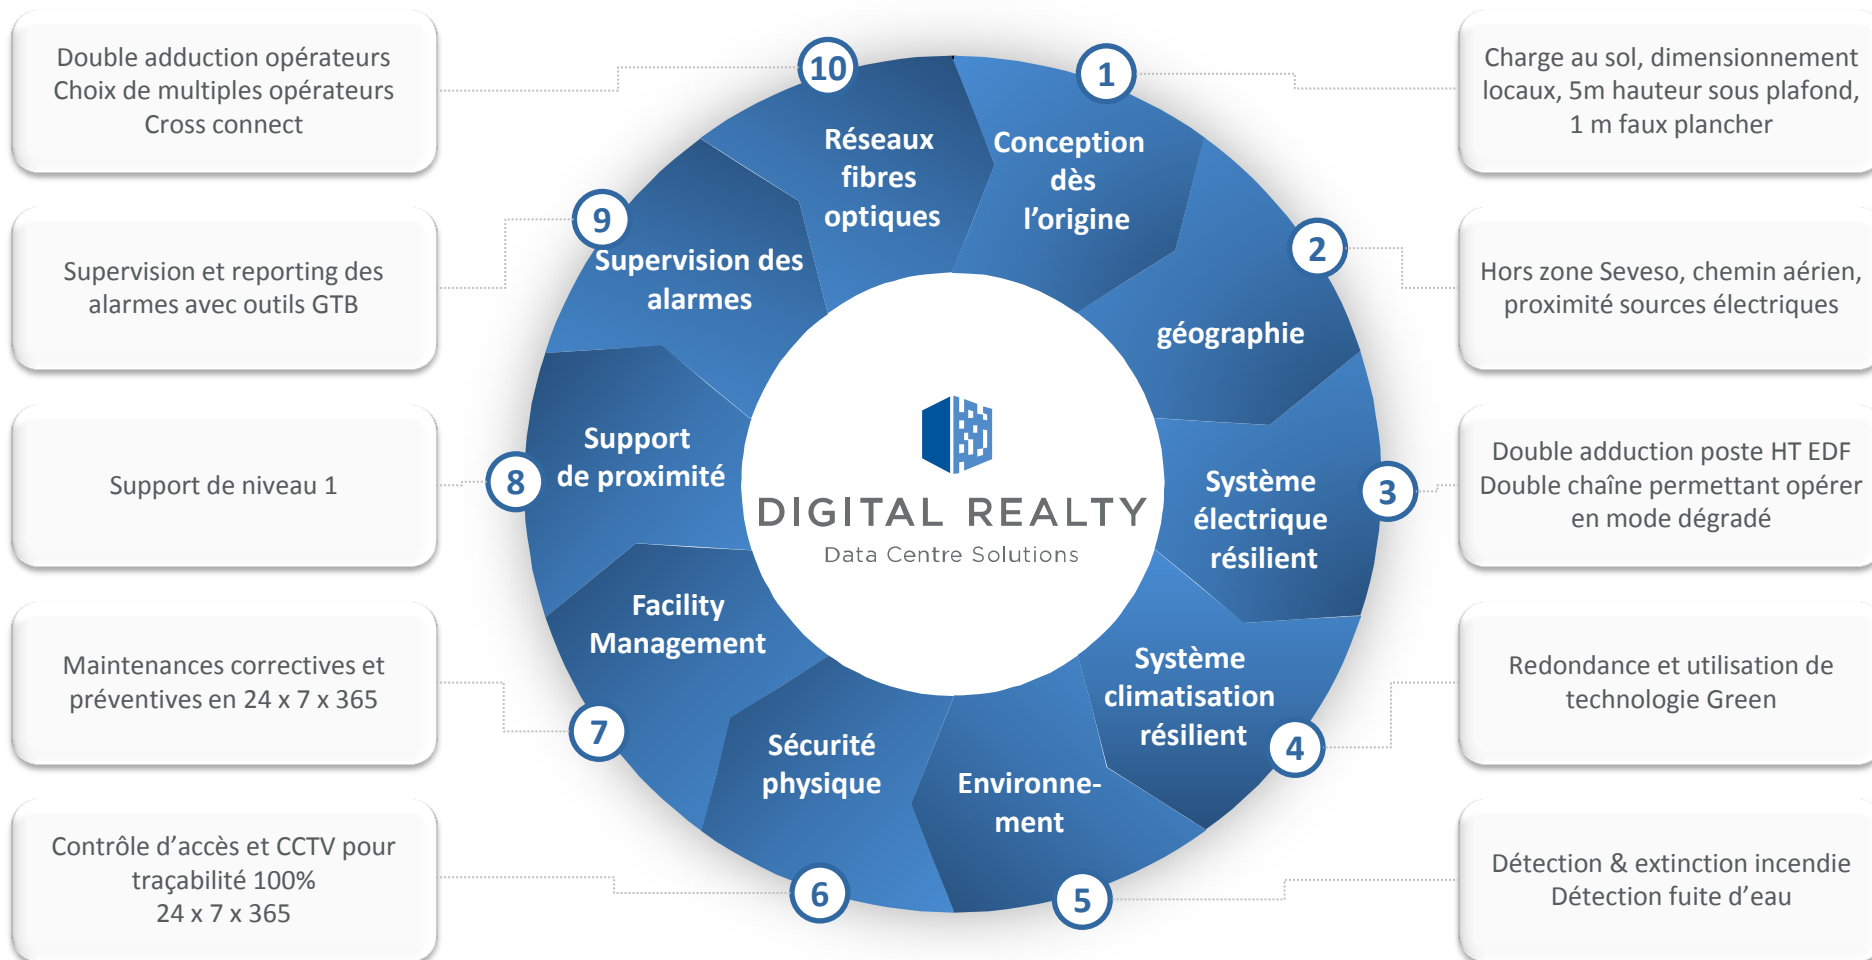 Double adduction opérateurs
Choix de multiples opérateurs
Cross connect
Supervision et reporting des
alarmes avec outils GTB
Support de niveau 1
Maintenances correctives et
préventives en 24 x 7 x 365
Contrôle d’accès et CCTV pour
traçabilité 100%
24 x 7 x 365
10
Réseaux
fibres
optiques
1
Conception
dès
l’origine
9
Supervision des
alarmes
2
géographie
8
Support
de proximité
3
Système
électrique
résilient
7
Facility
Management
4
Système
climatisation
résilient
6
Sécurité
physique
5
Environne-
ment
DIGITAL REALTY
Data Centre Solutions
Charge au sol, dimensionnement
locaux, 5m hauteur sous plafond,
1 m faux plancher
Hors zone Seveso, chemin aérien,
proximité sources électriques
Double adduction poste HT EDF
Double chaîne permettant opérer
en mode dégradé
Redondance et utilisation de
technologie Green
Détection & extinction incendie
Détection fuite d’eau